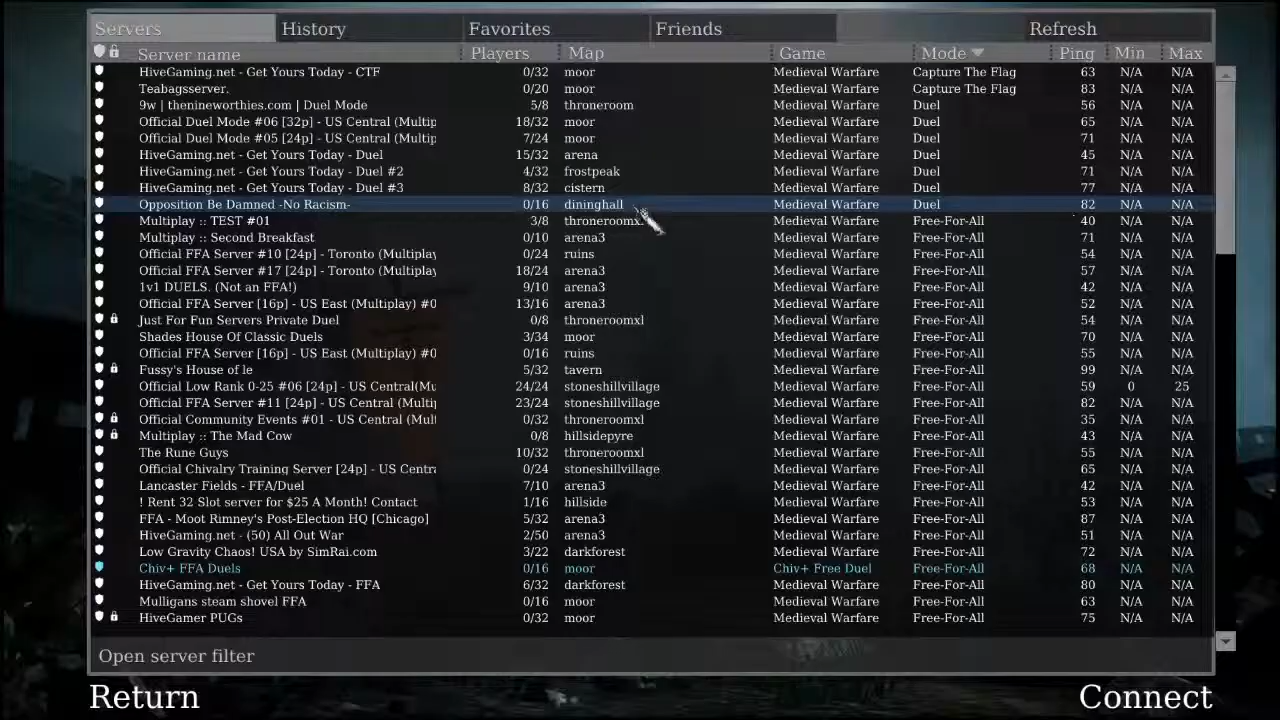 Servers History Favorites Friends Refresh
Server name Players Map Game Mode Ping Min Max
HiveGaming.net - Get Yours Today - CTF 0/32 moor Medieval Warfare Capture The Flag 63 N/A N/A
Teabagsserver. 0/20 moor Medieval Warfare Capture The Flag 83 N/A N/A
9w | thenineworthies.com | Duel Mode 5/8 throneroom Medieval Warfare Duel 56 N/A N/A
Official Duel Mode #06 [32p] - US Central (Multip 18/32 moor Medieval Warfare Duel 65 N/A N/A
Official Duel Mode #05 [24p] - US Central (Multip 7/24 moor Medieval Warfare Duel 71 N/A N/A
HiveGaming.net - Get Yours Today - Duel 15/32 arena Medieval Warfare Duel 45 N/A N/A
HiveGaming.net - Get Yours Today - Duel #2 4/32 frostpeak Medieval Warfare Duel 71 N/A N/A
HiveGaming.net - Get Yours Today - Duel #3 8/32 cistern Medieval Warfare Duel 77 N/A N/A
Opposition Be Damned -No Racism- 0/16 dininghall Medieval Warfare Duel 82 N/A N/A
Multiplay :: TEST #01 3/8 throneroomx Medieval Warfare Free-For-All 40 N/A N/A
Multiplay :: Second Breakfast 0/10 arena3 Medieval Warfare Free-For-All 71 N/A N/A
Official FFA Server #10 [24p] - Toronto (Multiplay 0/24 ruins Medieval Warfare Free-For-All 54 N/A N/A
Official FFA Server #17 [24p] - Toronto (Multiplay 18/24 arena3 Medieval Warfare Free-For-All 57 N/A N/A
1v1 DUELS. (Not an FFA!) 9/10 arena3 Medieval Warfare Free-For-All 42 N/A N/A
Official FFA Server [16p] - US East (Multiplay) #0 13/16 arena3 Medieval Warfare Free-For-All 52 N/A N/A
Just For Fun Servers Private Duel 0/8 throneroomxl Medieval Warfare Free-For-All 54 N/A N/A
Shades House Of Classic Duels 3/34 moor Medieval Warfare Free-For-All 70 N/A N/A
Official FFA Server [16p] - US East (Multiplay) #0 0/16 ruins Medieval Warfare Free-For-All 55 N/A N/A
Fussy's House of le 5/32 tavern Medieval Warfare Free-For-All 99 N/A N/A
Official Low Rank 0-25 #06 [24p] - US Central(Mu 24/24 stoneshillvillage Medieval Warfare Free-For-All 59 0 25
Official FFA Server #11 [24p] - US Central (Multip 23/24 stoneshillvillage Medieval Warfare Free-For-All 82 N/A N/A
Official Community Events #01 - US Central (Mult 0/32 throneroomxl Medieval Warfare Free-For-All 35 N/A N/A
Multiplay :: The Mad Cow 0/8 hillsidepyre Medieval Warfare Free-For-All 43 N/A N/A
The Rune Guys 10/32 throneroomxl Medieval Warfare Free-For-All 55 N/A N/A
Official Chivalry Training Server [24p] - US Centra 0/24 stoneshillvillage Medieval Warfare Free-For-All 65 N/A N/A
Lancaster Fields - FFA/Duel 7/10 arena3 Medieval Warfare Free-For-All 42 N/A N/A
! Rent 32 Slot server for $25 A Month! Contact 1/16 hillside Medieval Warfare Free-For-All 53 N/A N/A
FFA - Moot Rimney's Post-Election HQ [Chicago] 5/32 arena3 Medieval Warfare Free-For-All 87 N/A N/A
HiveGaming.net - (50) All Out War 2/50 arena3 Medieval Warfare Free-For-All 51 N/A N/A
Low Gravity Chaos! USA by SimRai.com 3/22 darkforest Medieval Warfare Free-For-All 72 N/A N/A
Chiv+ FFA Duels 0/16 moor Chiv+ Free Duel Free-For-All 68 N/A N/A
HiveGaming.net - Get Yours Today - FFA 6/32 darkforest Medieval Warfare Free-For-All 80 N/A N/A
Mulligans steam shovel FFA 0/16 moor Medieval Warfare Free-For-All 63 N/A N/A
HiveGamer PUGs 0/32 moor Medieval Warfare Free-For-All 75 N/A N/A
Open server filter
Return Connect